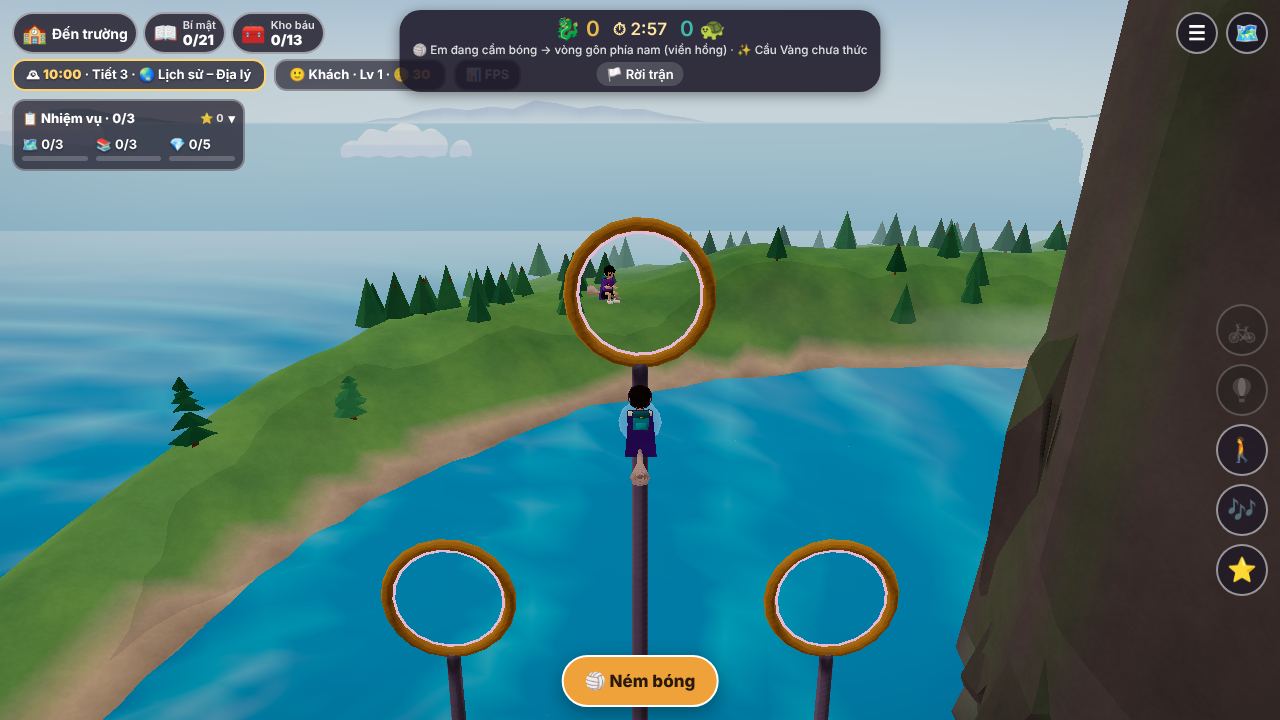 Đến trường
Bí mật
0/21
Kho báu
0/13
10:00 · Tiết 3 · Lịch sử – Địa lý
Khách · Lv 1 · 30
FPS
0 2:57 0
Em đang cầm bóng → vòng gôn phía nam (viền hồng) · Cầu Vàng chưa thức
Rời trận
Nhiệm vụ · 0/3
0 ▾
0/3 0/3 0/5
Ném bóng